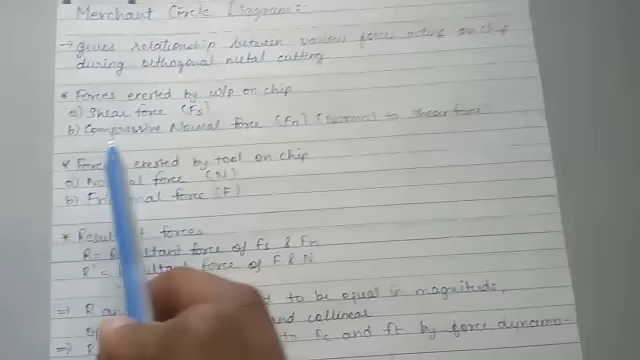 Merchant Circle Diagram:-
→ gives relationship between various force acting on chip
during orthogonal metal cutting
* Forces exerted by w/p on chip
a) Shear force (Fs)
b) Compressive Normal force (Fn) (Normal to shear force
* Forces exerted by tool on chip
a) Normal force (N)
b) Frictional force (F)
* Resultant forces
R = Resultant force of Fs & Fn
R' = Resultant force of F & N
⇒ R and to be equal in magnitude,
and collinear
⇒ R to Fc and Ft by force dynamo-